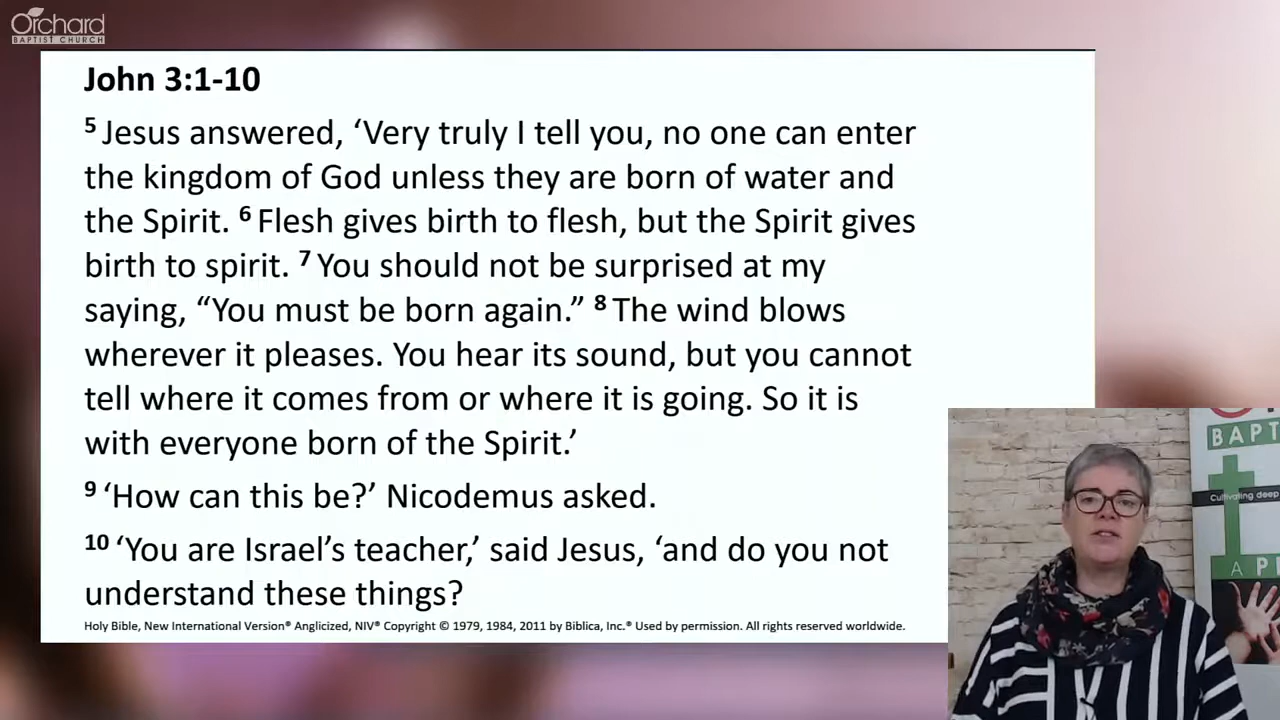 Orchard
BAPTIST CHURCH
John 3:1-10
5 Jesus answered, ‘Very truly I tell you, no one can enter
the kingdom of God unless they are born of water and
the Spirit. 6 Flesh gives birth to flesh, but the Spirit gives
birth to spirit. 7 You should not be surprised at my
saying, “You must be born again.” 8 The wind blows
wherever it pleases. You hear its sound, but you cannot
tell where it comes from or where it is going. So it is
with everyone born of the Spirit.’
9 ‘How can this be?’ Nicodemus asked.
10 ‘You are Israel’s teacher,’ said Jesus, ‘and do you not
understand these things?
Holy Bible, New International Version® Anglicized, NIV® Copyright © 1979, 1984, 2011 by Biblica, Inc.® Used by permission. All rights reserved worldwide.
BAPT
Cultivating deep
A P